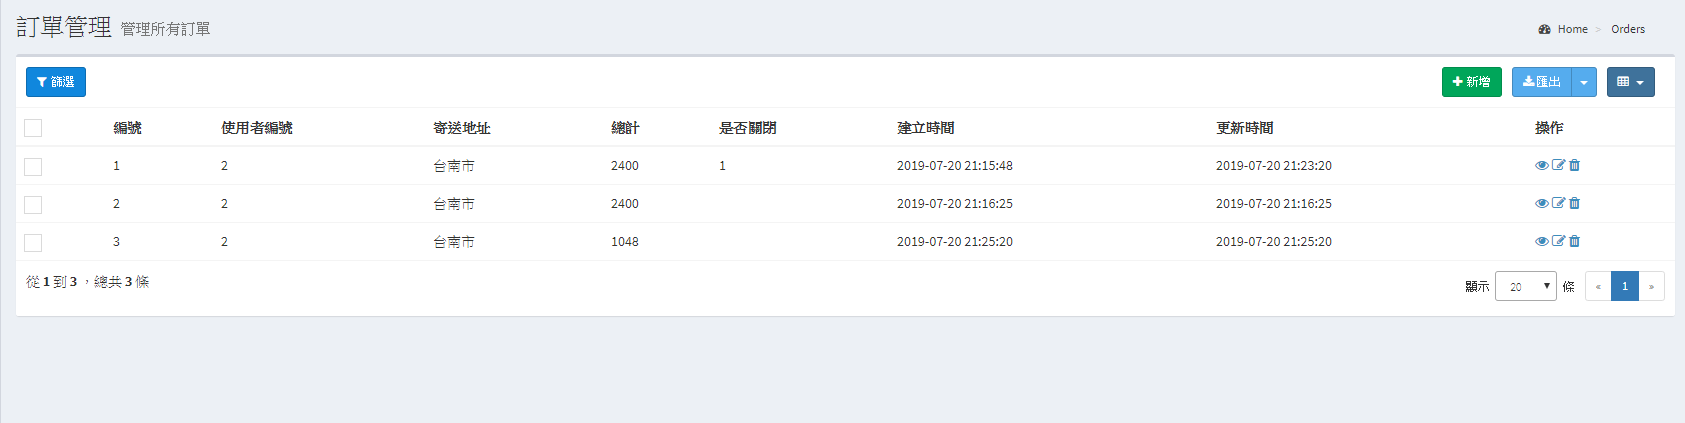 訂單管理 管理所有訂單
Home > Orders
篩選
新增 匯出
編號 使用者編號 寄送地址 總計 是否關閉 建立時間 更新時間 操作
1 2 台南市 2400 1 2019-07-20 21:15:48 2019-07-20 21:23:20
2 2 台南市 2400 2019-07-20 21:16:25 2019-07-20 21:16:25
3 2 台南市 1048 2019-07-20 21:25:20 2019-07-20 21:25:20
從 1 到 3 ，總共 3 條
顯示 20 條 « 1 »